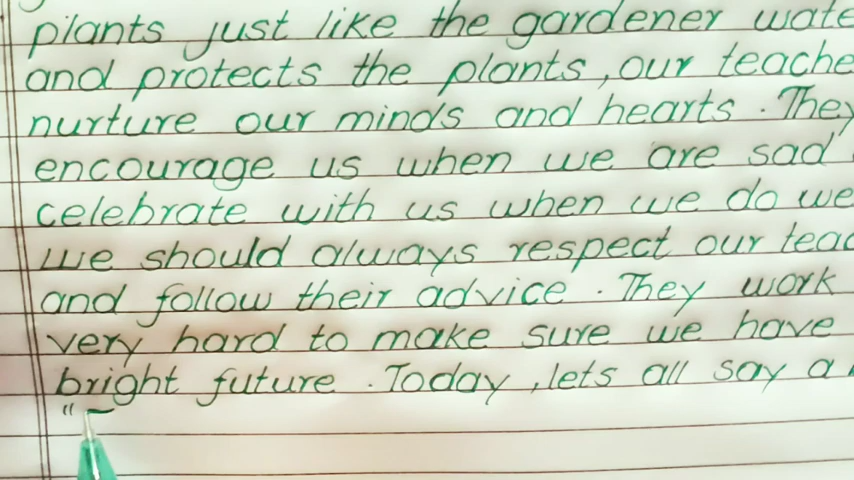 plants just like the gardener wate
and protects the plants, our teache
nurture our minds and hearts. They
encourage us when we are sad
celebrate with us when we do we
we should always respect our teac
and follow their advice. They work
very hard to make sure we have
bright future. Today, lets all say a
"